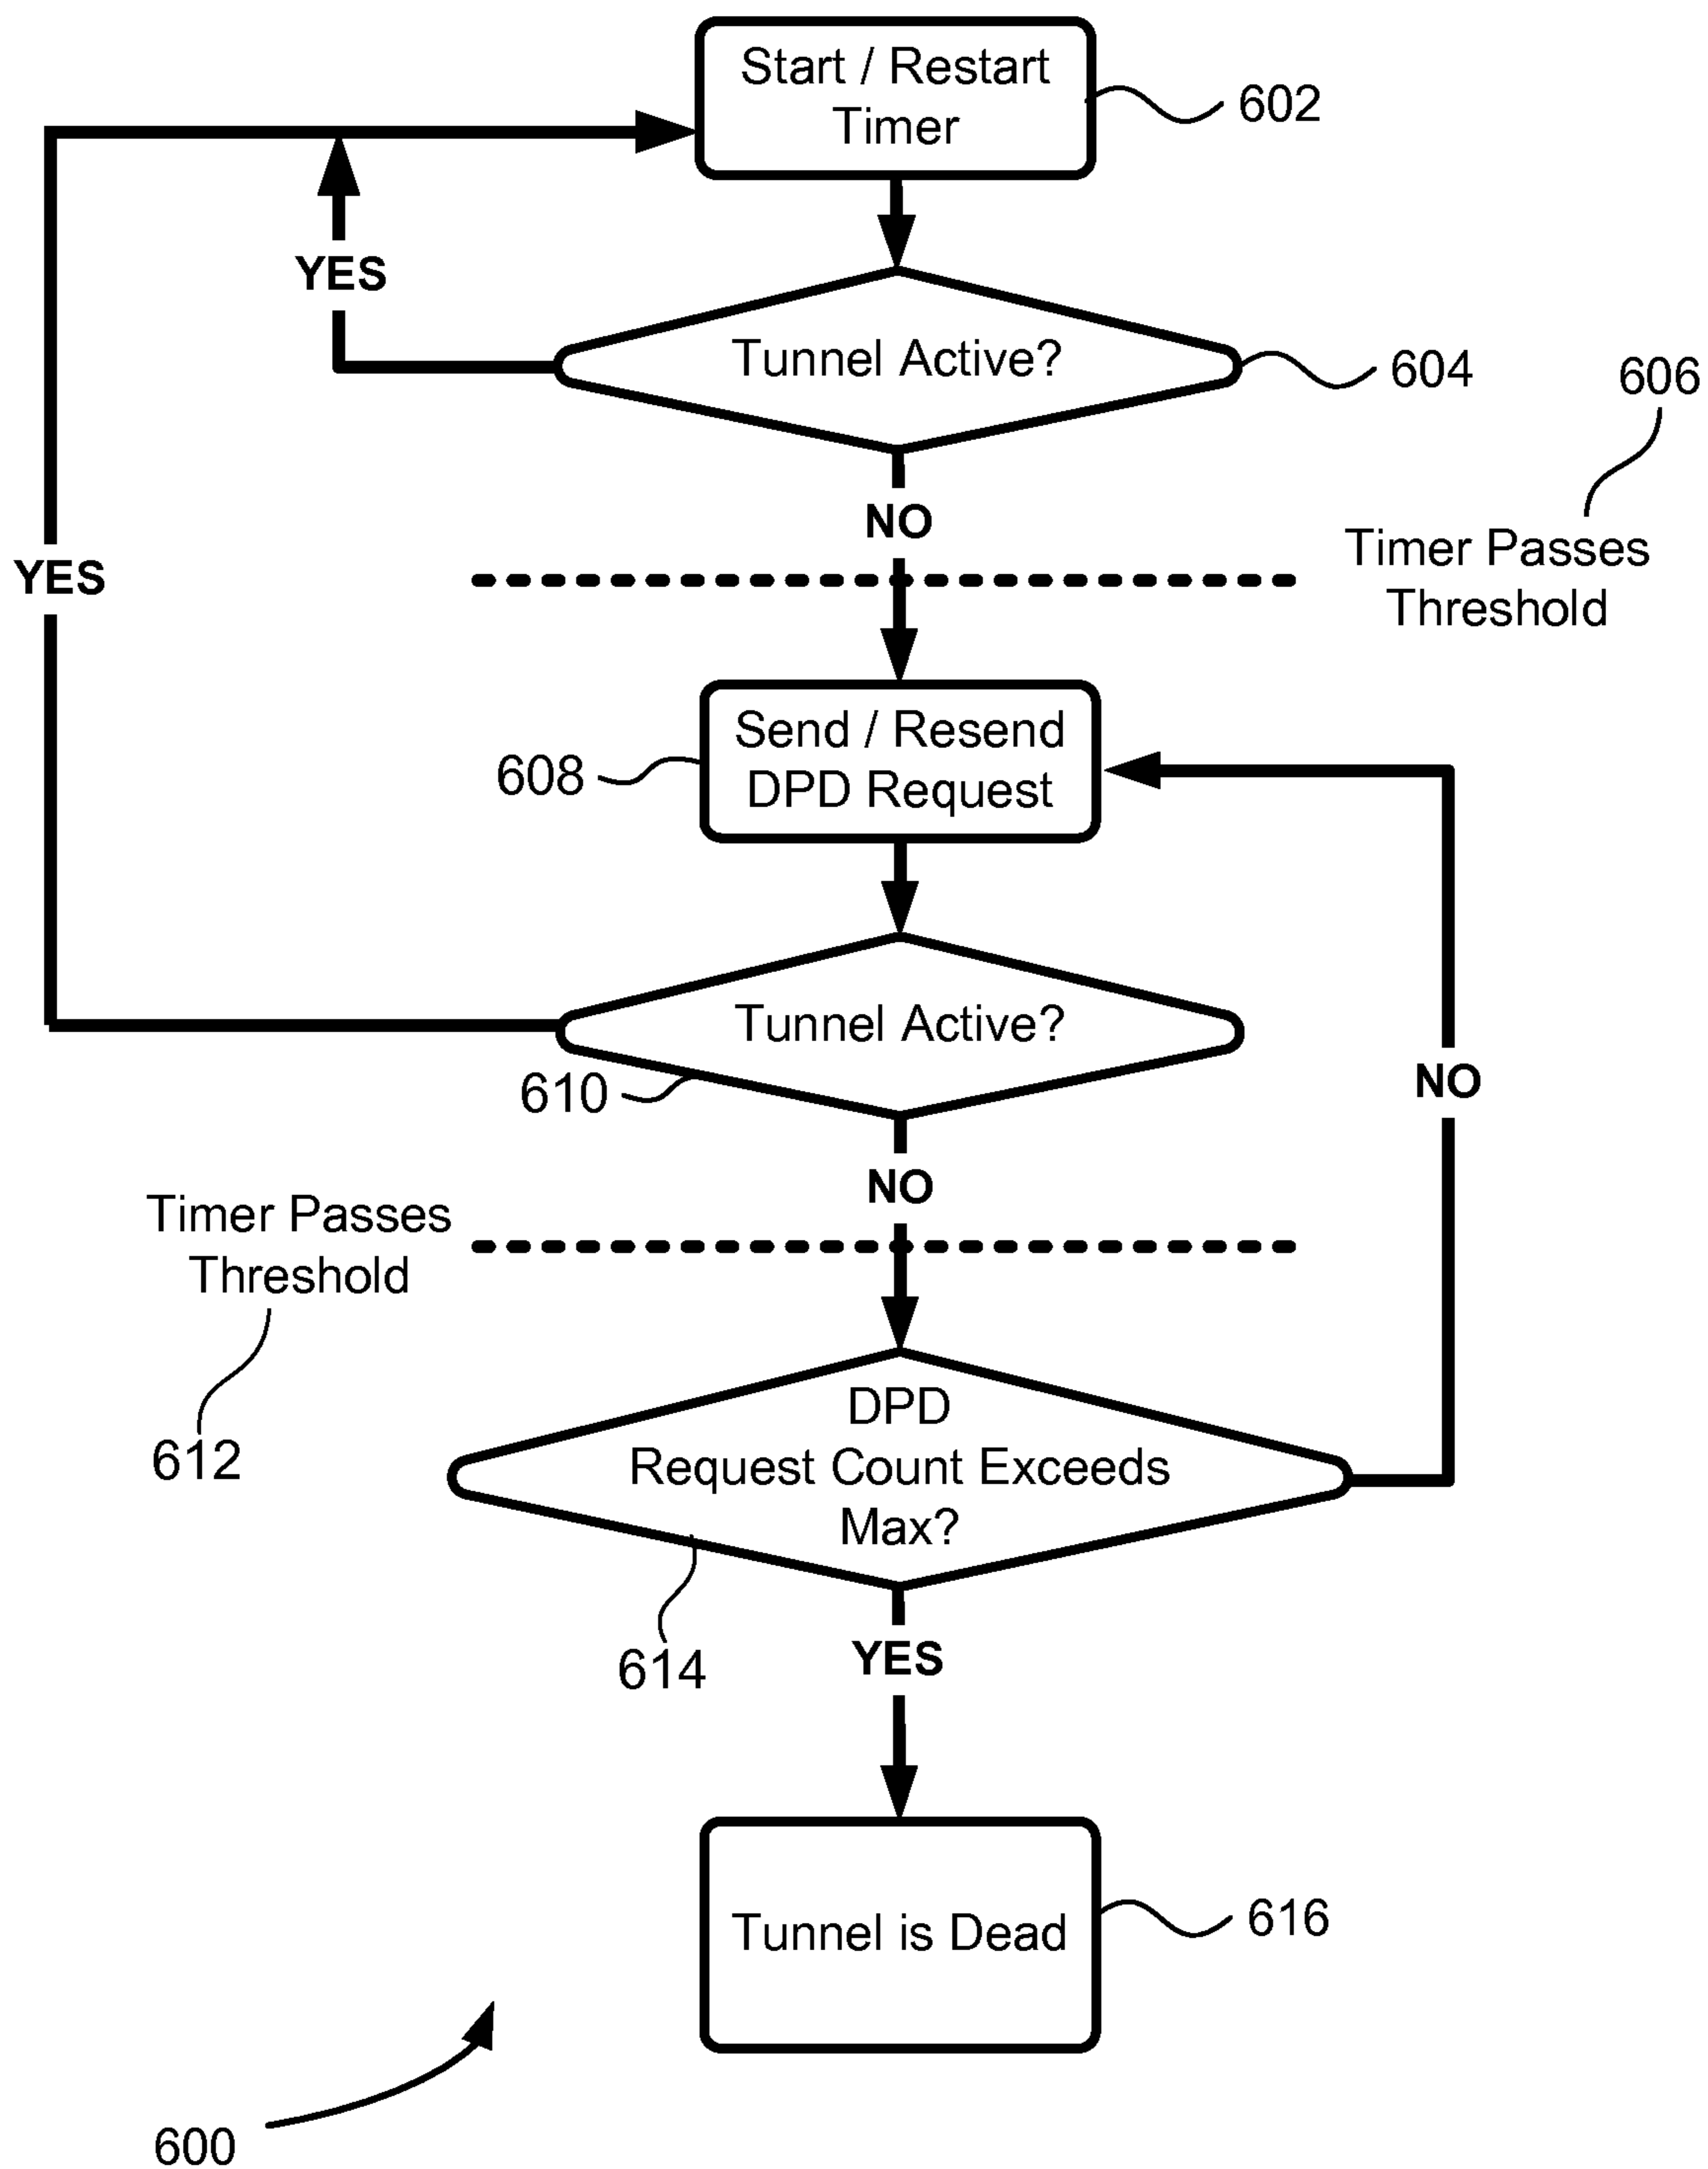 Start / Restart
Timer
602
YES
Tunnel Active?
604
606
NO
Timer Passes
Threshold
YES
Send / Resend
DPD Request
608
Tunnel Active?
610
NO
NO
Timer Passes
Threshold
612
DPD
Request Count Exceeds
Max?
614
YES
Tunnel is Dead
616
600